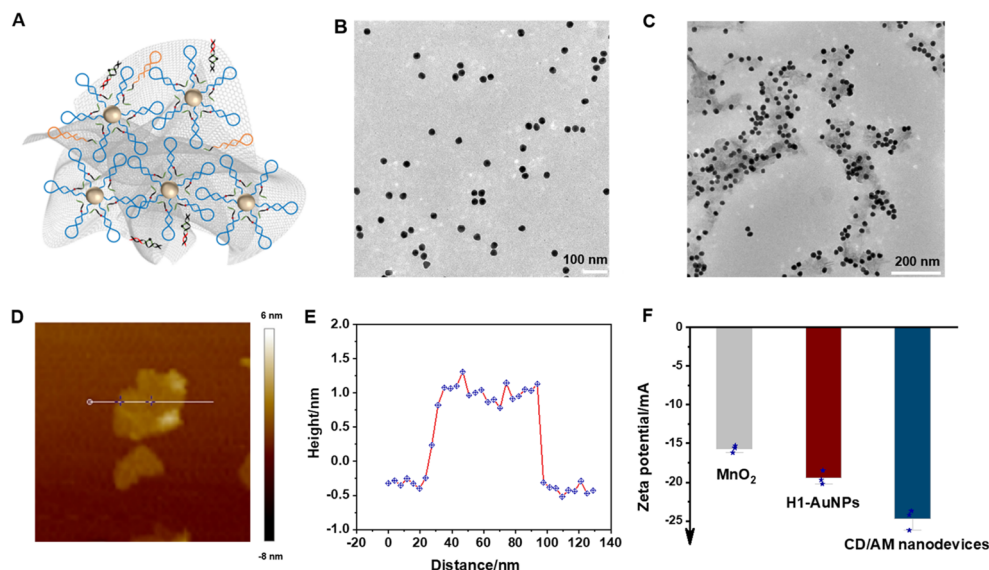 A
B
100 nm
C
200 nm
D
6 nm
-8 nm
E
2.0
1.5
1.0
0.5
0.0
-0.5
-1.0
Height/nm
-20 0 20 40 60 80 100 120 140
Distance/nm
F
0
-5
-10
-15
-20
-25
Zeta potential/mA
MnO₂
H1-AuNPs
CD/AM nanodevices